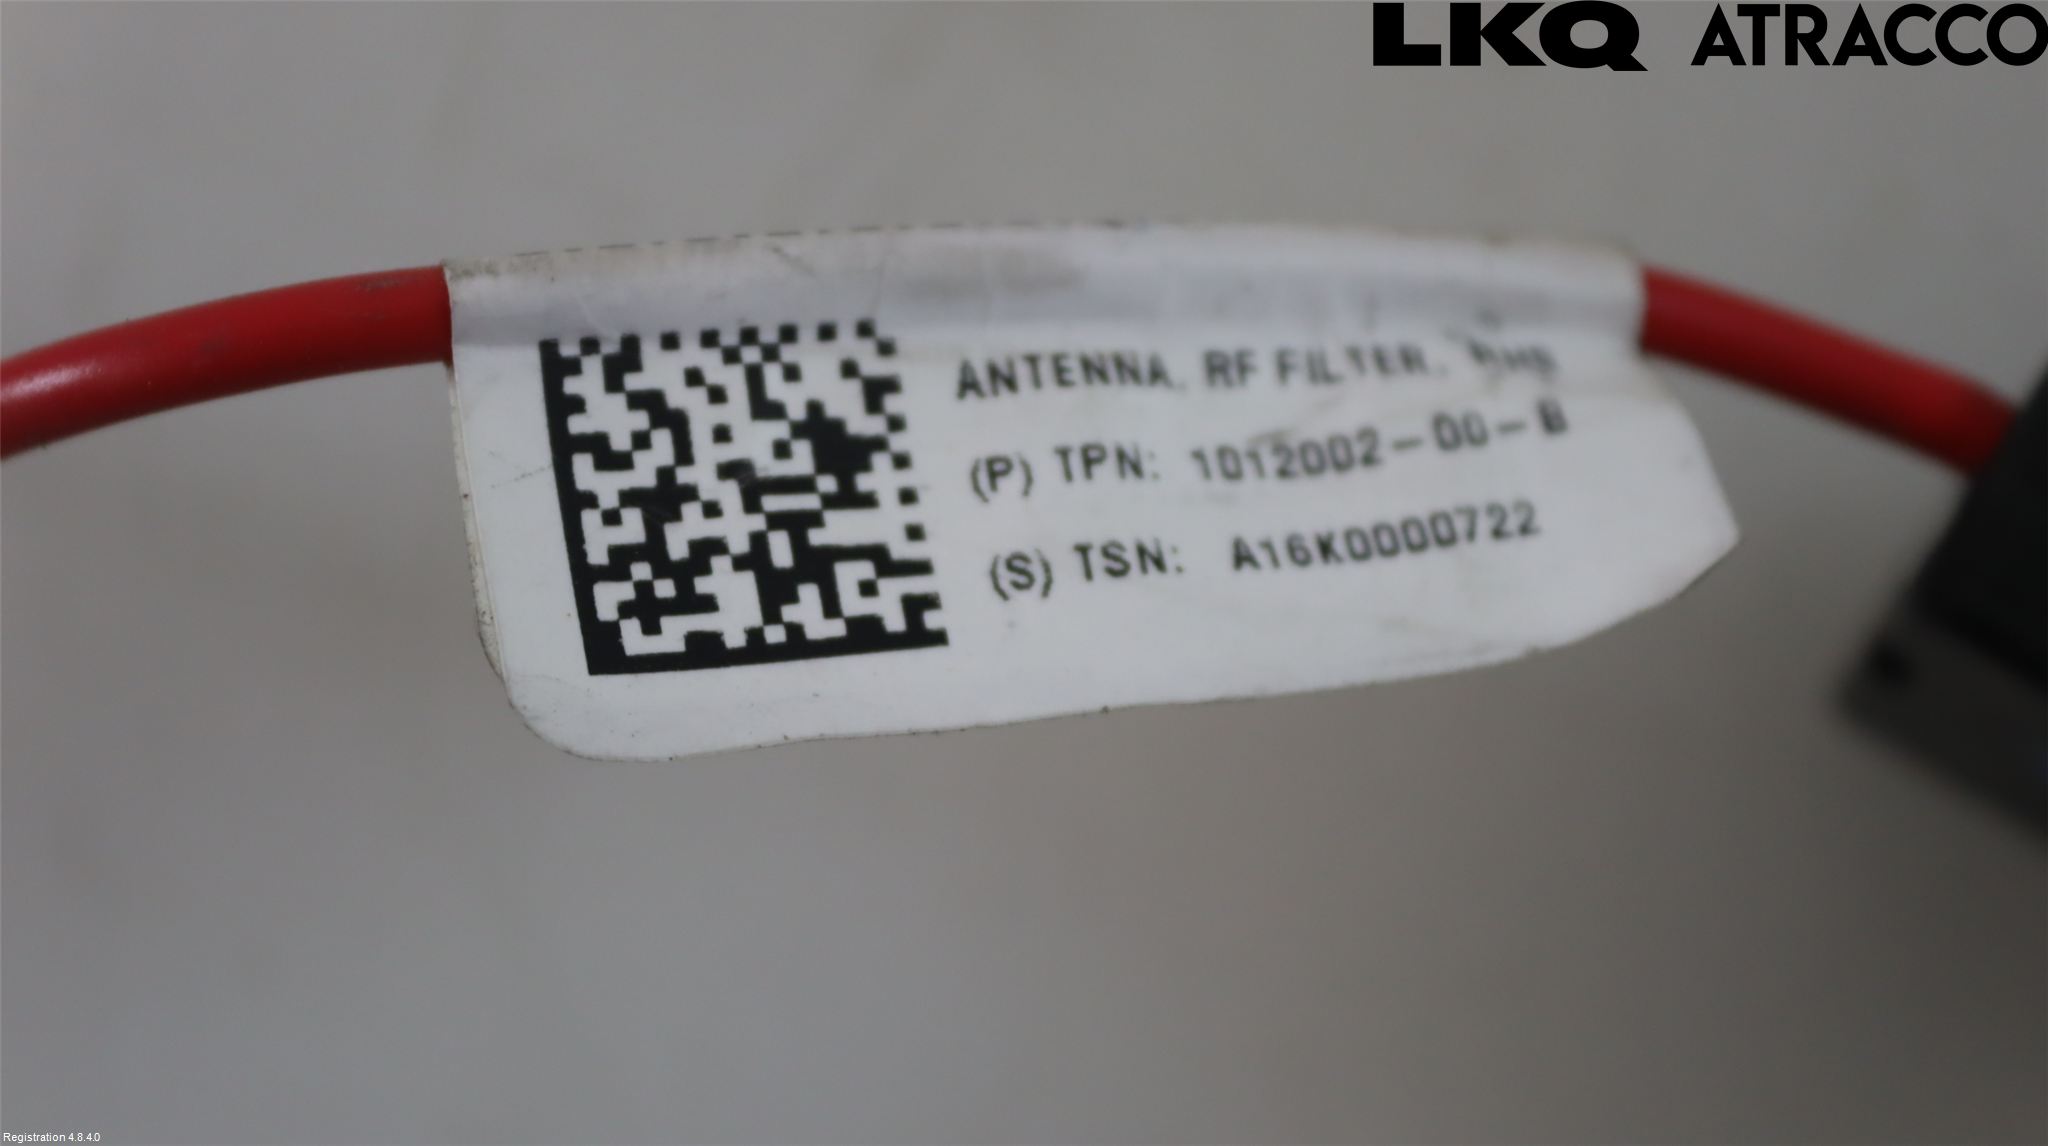 LKQ ATRACCO
ANTENNA, RF FILTER,
(P) TPN: 1012002-00-B
(S) TSN: A16K0000722
Registration 4.8.4.0